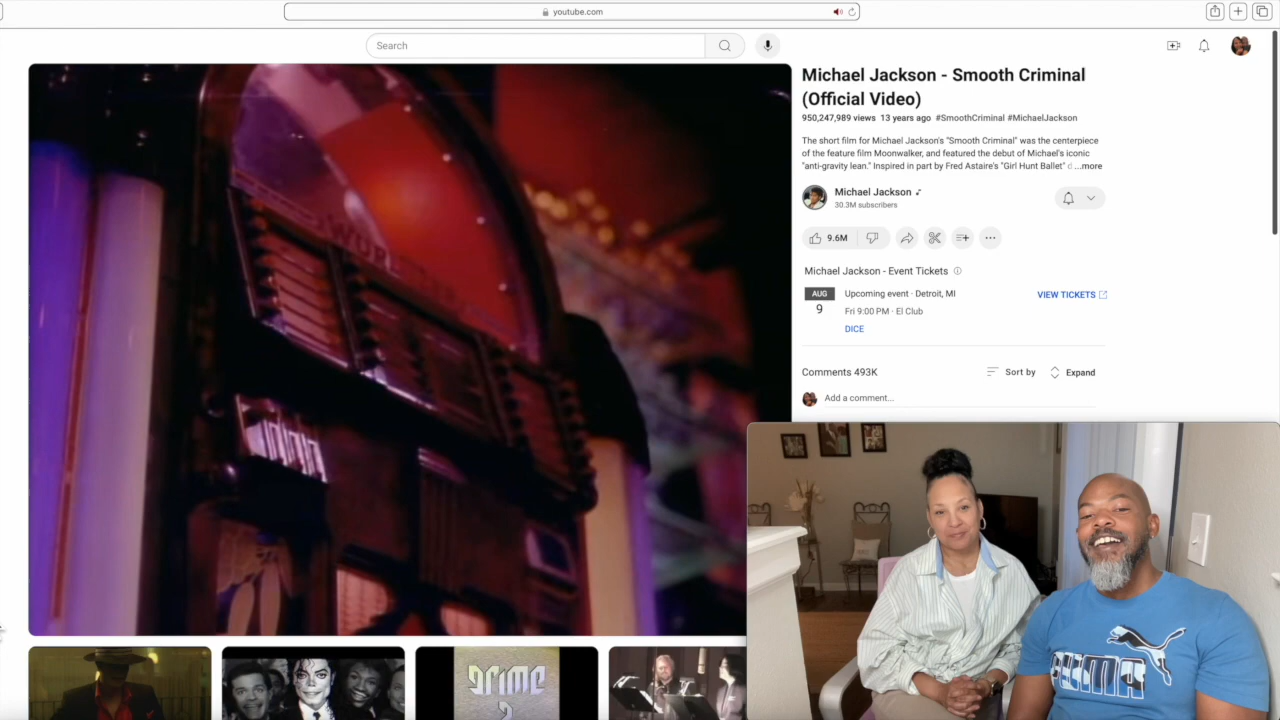 youtube.com
Search
Michael Jackson - Smooth Criminal
(Official Video)
950,247,989 views 13 years ago #SmoothCriminal #MichaelJackson
The short film for Michael Jackson's "Smooth Criminal" was the centerpiece
of the feature film Moonwalker, and featured the debut of Michael's iconic
"anti-gravity lean." Inspired in part by Fred Astaire's "Girl Hunt Ballet" ...more
Michael Jackson
30.3M subscribers
9.6M
Michael Jackson - Event Tickets
AUG
9
Upcoming event · Detroit, MI
Fri 9:00 PM · El Club
DICE
VIEW TICKETS
Comments 493K
Sort by
Expand
Add a comment...
PUMA